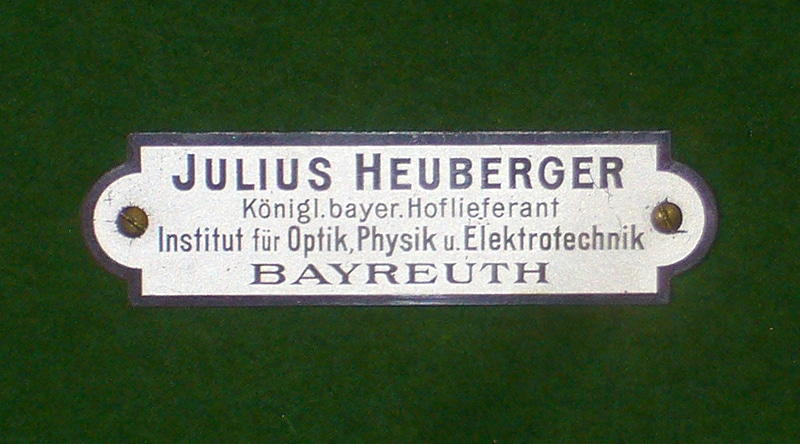 JULIUS HEUBERGER
Königl.bayer.Hoflieferant
Institut für Optik, Physik u. Elektrotechnik
BAYREUTH